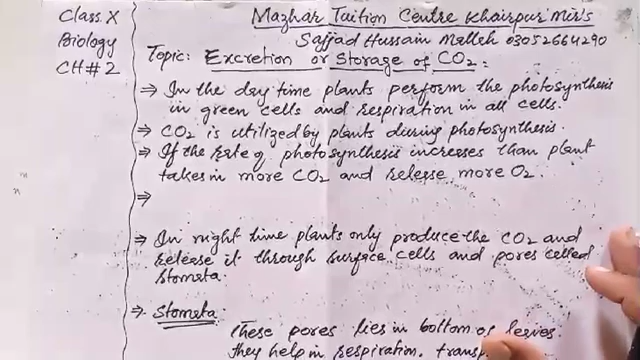 Class. X
Mazhar Tuition Centre Khairpur Mir's
Biology
Sajjad Hussain Malleh 03052664290
CH#2
Topic: Excretion or Storage of CO2:
⇒ In the day time plants perform the photosynthesis
in green cells and respiration in all cells.
⇒ CO2 is utilized by plants during photosynthesis.
⇒ If the rate of photosynthesis increases than plant
takes in more CO2 and release more O2.
⇒
⇒ In night time plants only produce the CO2 and
release it through surface cells and pores called
Stomata.
⇒ Stomata:
These pores lies in bottom of leaves.
they help in respiration,